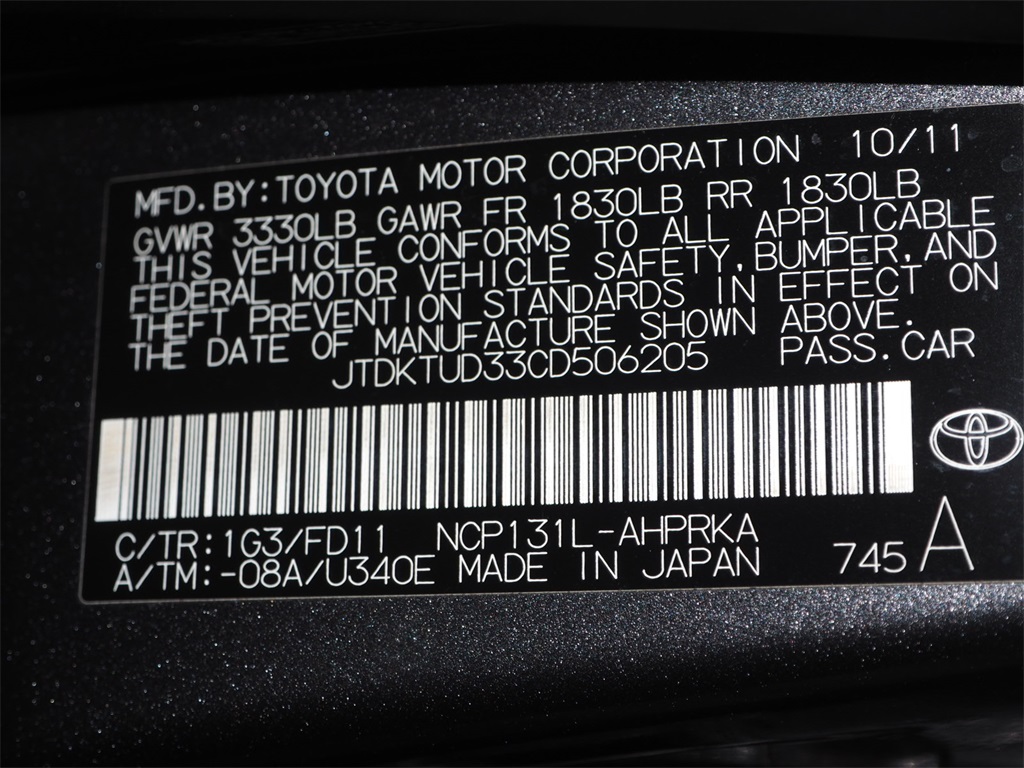 MFD.BY:TOYOTA MOTOR CORPORATION 10/11
GVWR 3330LB GAWR FR 1830LB RR 1830LB
THIS VEHICLE CONFORMS TO ALL APPLICABLE
FEDERAL MOTOR VEHICLE SAFETY,BUMPER,AND
THEFT PREVENTION STANDARDS IN EFFECT ON
THE DATE OF MANUFACTURE SHOWN ABOVE.
JTDKTUD33CD506205 PASS.CAR
C/TR:1G3/FD11 NCP131L-AHPRKA
A/TM:-08A/U340E MADE IN JAPAN 745 A